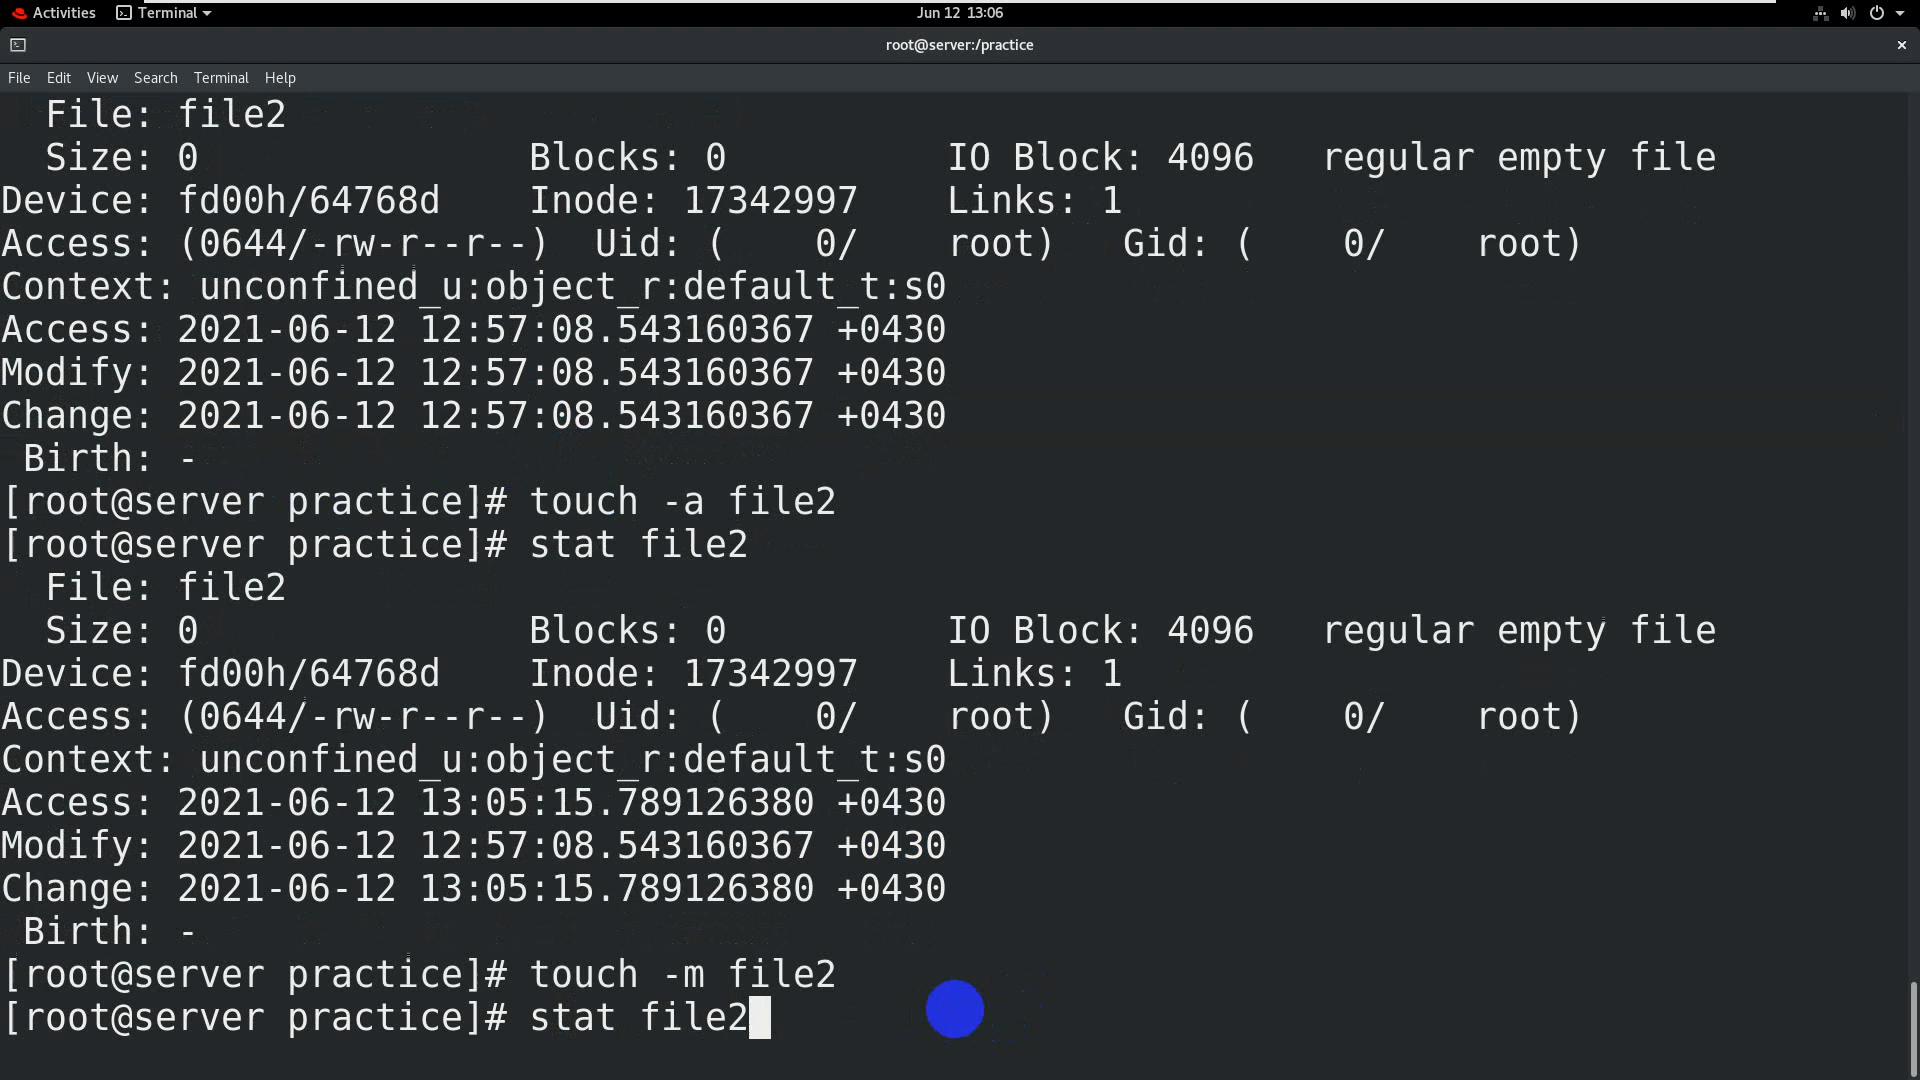 Activities Terminal Jun 12 13:06
root@server:/practice
File Edit View Search Terminal Help
File: file2
Size: 0 Blocks: 0 IO Block: 4096 regular empty file
Device: fd00h/64768d Inode: 17342997 Links: 1
Access: (0644/-rw-r--r--) Uid: ( 0/ root) Gid: ( 0/ root)
Context: unconfined_u:object_r:default_t:s0
Access: 2021-06-12 12:57:08.543160367 +0430
Modify: 2021-06-12 12:57:08.543160367 +0430
Change: 2021-06-12 12:57:08.543160367 +0430
Birth: -
[root@server practice]# touch -a file2
[root@server practice]# stat file2
File: file2
Size: 0 Blocks: 0 IO Block: 4096 regular empty file
Device: fd00h/64768d Inode: 17342997 Links: 1
Access: (0644/-rw-r--r--) Uid: ( 0/ root) Gid: ( 0/ root)
Context: unconfined_u:object_r:default_t:s0
Access: 2021-06-12 13:05:15.789126380 +0430
Modify: 2021-06-12 12:57:08.543160367 +0430
Change: 2021-06-12 13:05:15.789126380 +0430
Birth: -
[root@server practice]# touch -m file2
[root@server practice]# stat file2